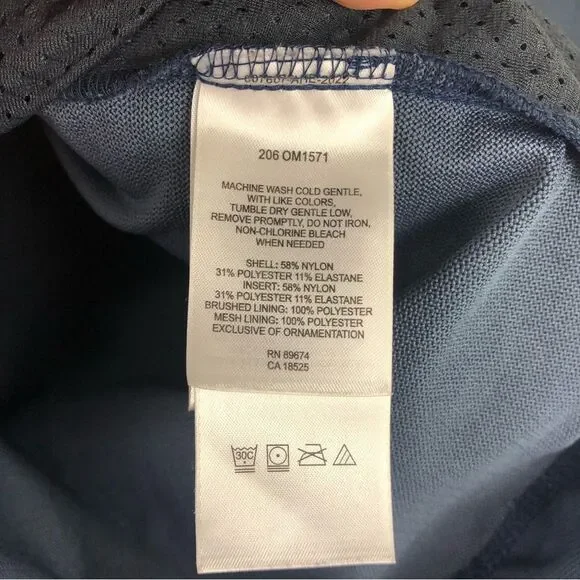 206 OM1571
MACHINE WASH COLD GENTLE,
WITH LIKE COLORS,
TUMBLE DRY GENTLE LOW,
REMOVE PROMPTLY, DO NOT IRON,
NON-CHLORINE BLEACH
WHEN NEEDED
SHELL: 58% NYLON
31% POLYESTER 11% ELASTANE
INSERT: 58% NYLON
31% POLYESTER 11% ELASTANE
BRUSHED LINING: 100% POLYESTER
MESH LINING: 100% POLYESTER
EXCLUSIVE OF ORNAMENTATION
RN 89674
CA 18525
30C